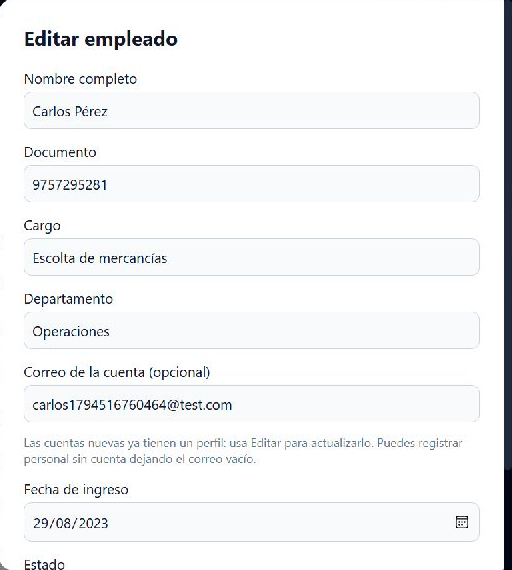 Editar empleado
Nombre completo
Carlos Pérez
Documento
9757295281
Cargo
Escolta de mercancías
Departamento
Operaciones
Correo de la cuenta (opcional)
carlos1794516760464@test.com
Las cuentas nuevas ya tienen un perfil: usa Editar para actualizarlo. Puedes registrar
personal sin cuenta dejando el correo vacío.
Fecha de ingreso
29/08/2023
Estado